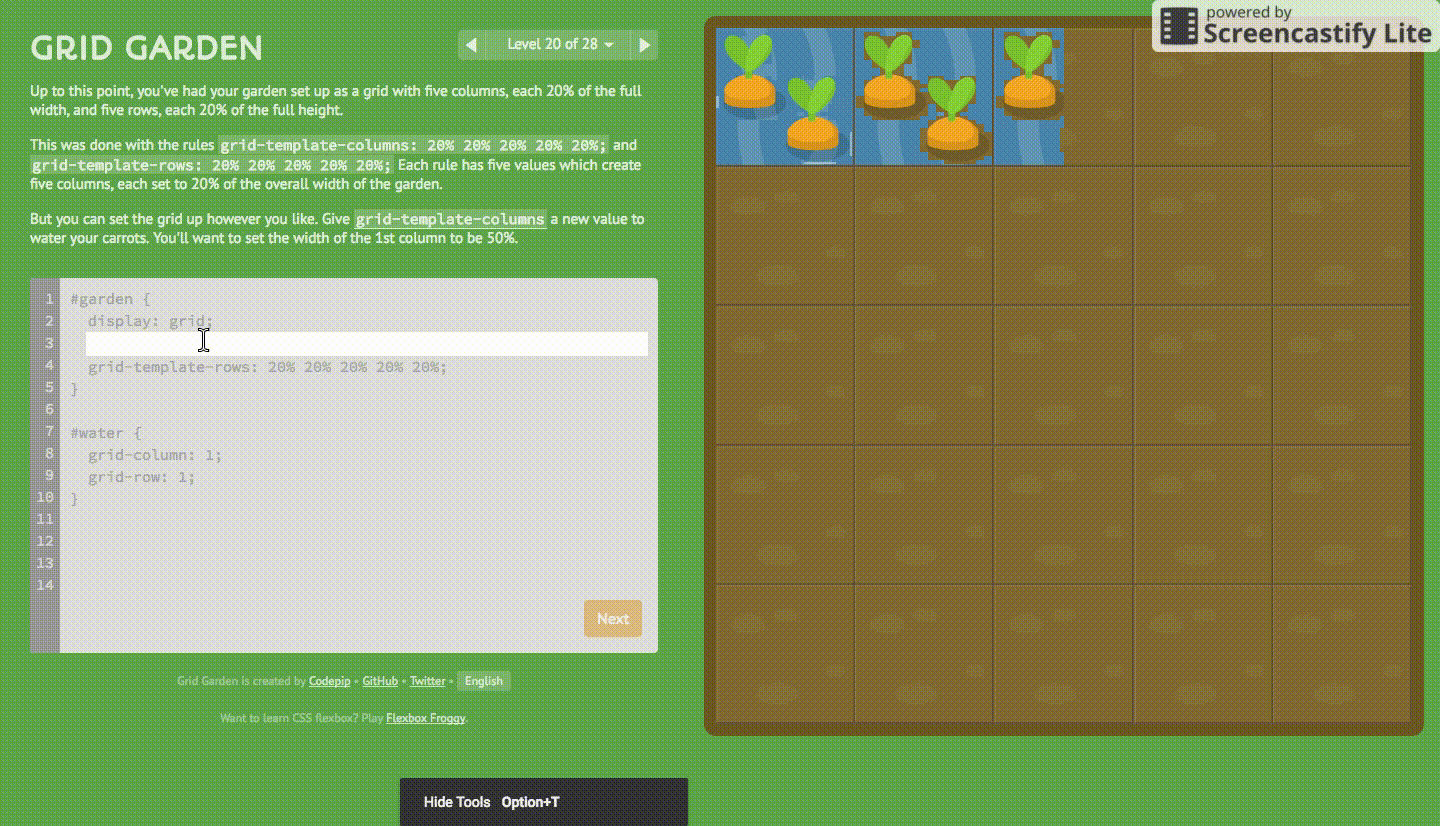 powered by
Screencastify Lite
GRID GARDEN
Level 20 of 28
Up to this point, you've had your garden set up as a grid with five columns, each 20% of the full
width, and five rows, each 20% of the full height.
This was done with the rules grid-template-columns: 20% 20% 20% 20% 20%; and
grid-template-rows: 20% 20% 20% 20% 20%; Each rule has five values which create
five columns, each set to 20% of the overall width of the garden.
But you can set the grid up however you like. Give grid-template-columns a new value to
water your carrots. You'll want to set the width of the 1st column to be 50%.
1 #garden {
2 display: grid;
3
4 grid-template-rows: 20% 20% 20% 20% 20%;
5 }
6
7 #water {
8 grid-column: 1;
9 grid-row: 1;
10 }
11
12
13
14
Next
Grid Garden is created by Codepip • GitHub • Twitter • English
Want to learn CSS flexbox? Play Flexbox Froggy.
Hide Tools Option+T